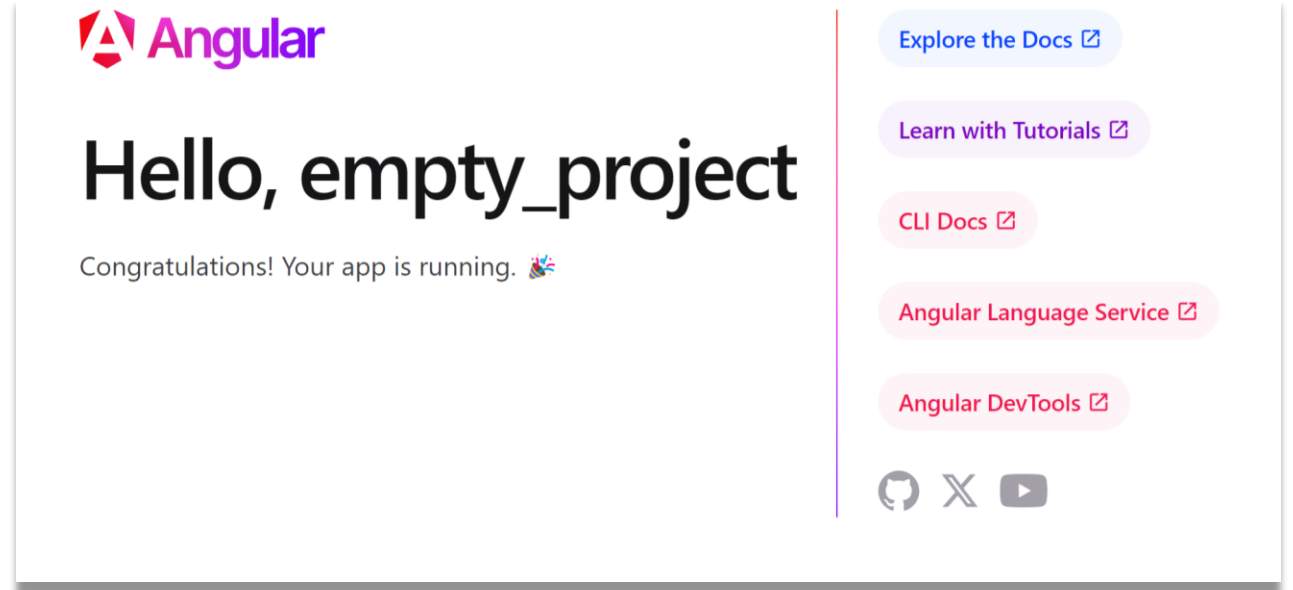 Angular
Hello, empty_project
Congratulations! Your app is running. 🎉
Explore the Docs
Learn with Tutorials
CLI Docs
Angular Language Service
Angular DevTools